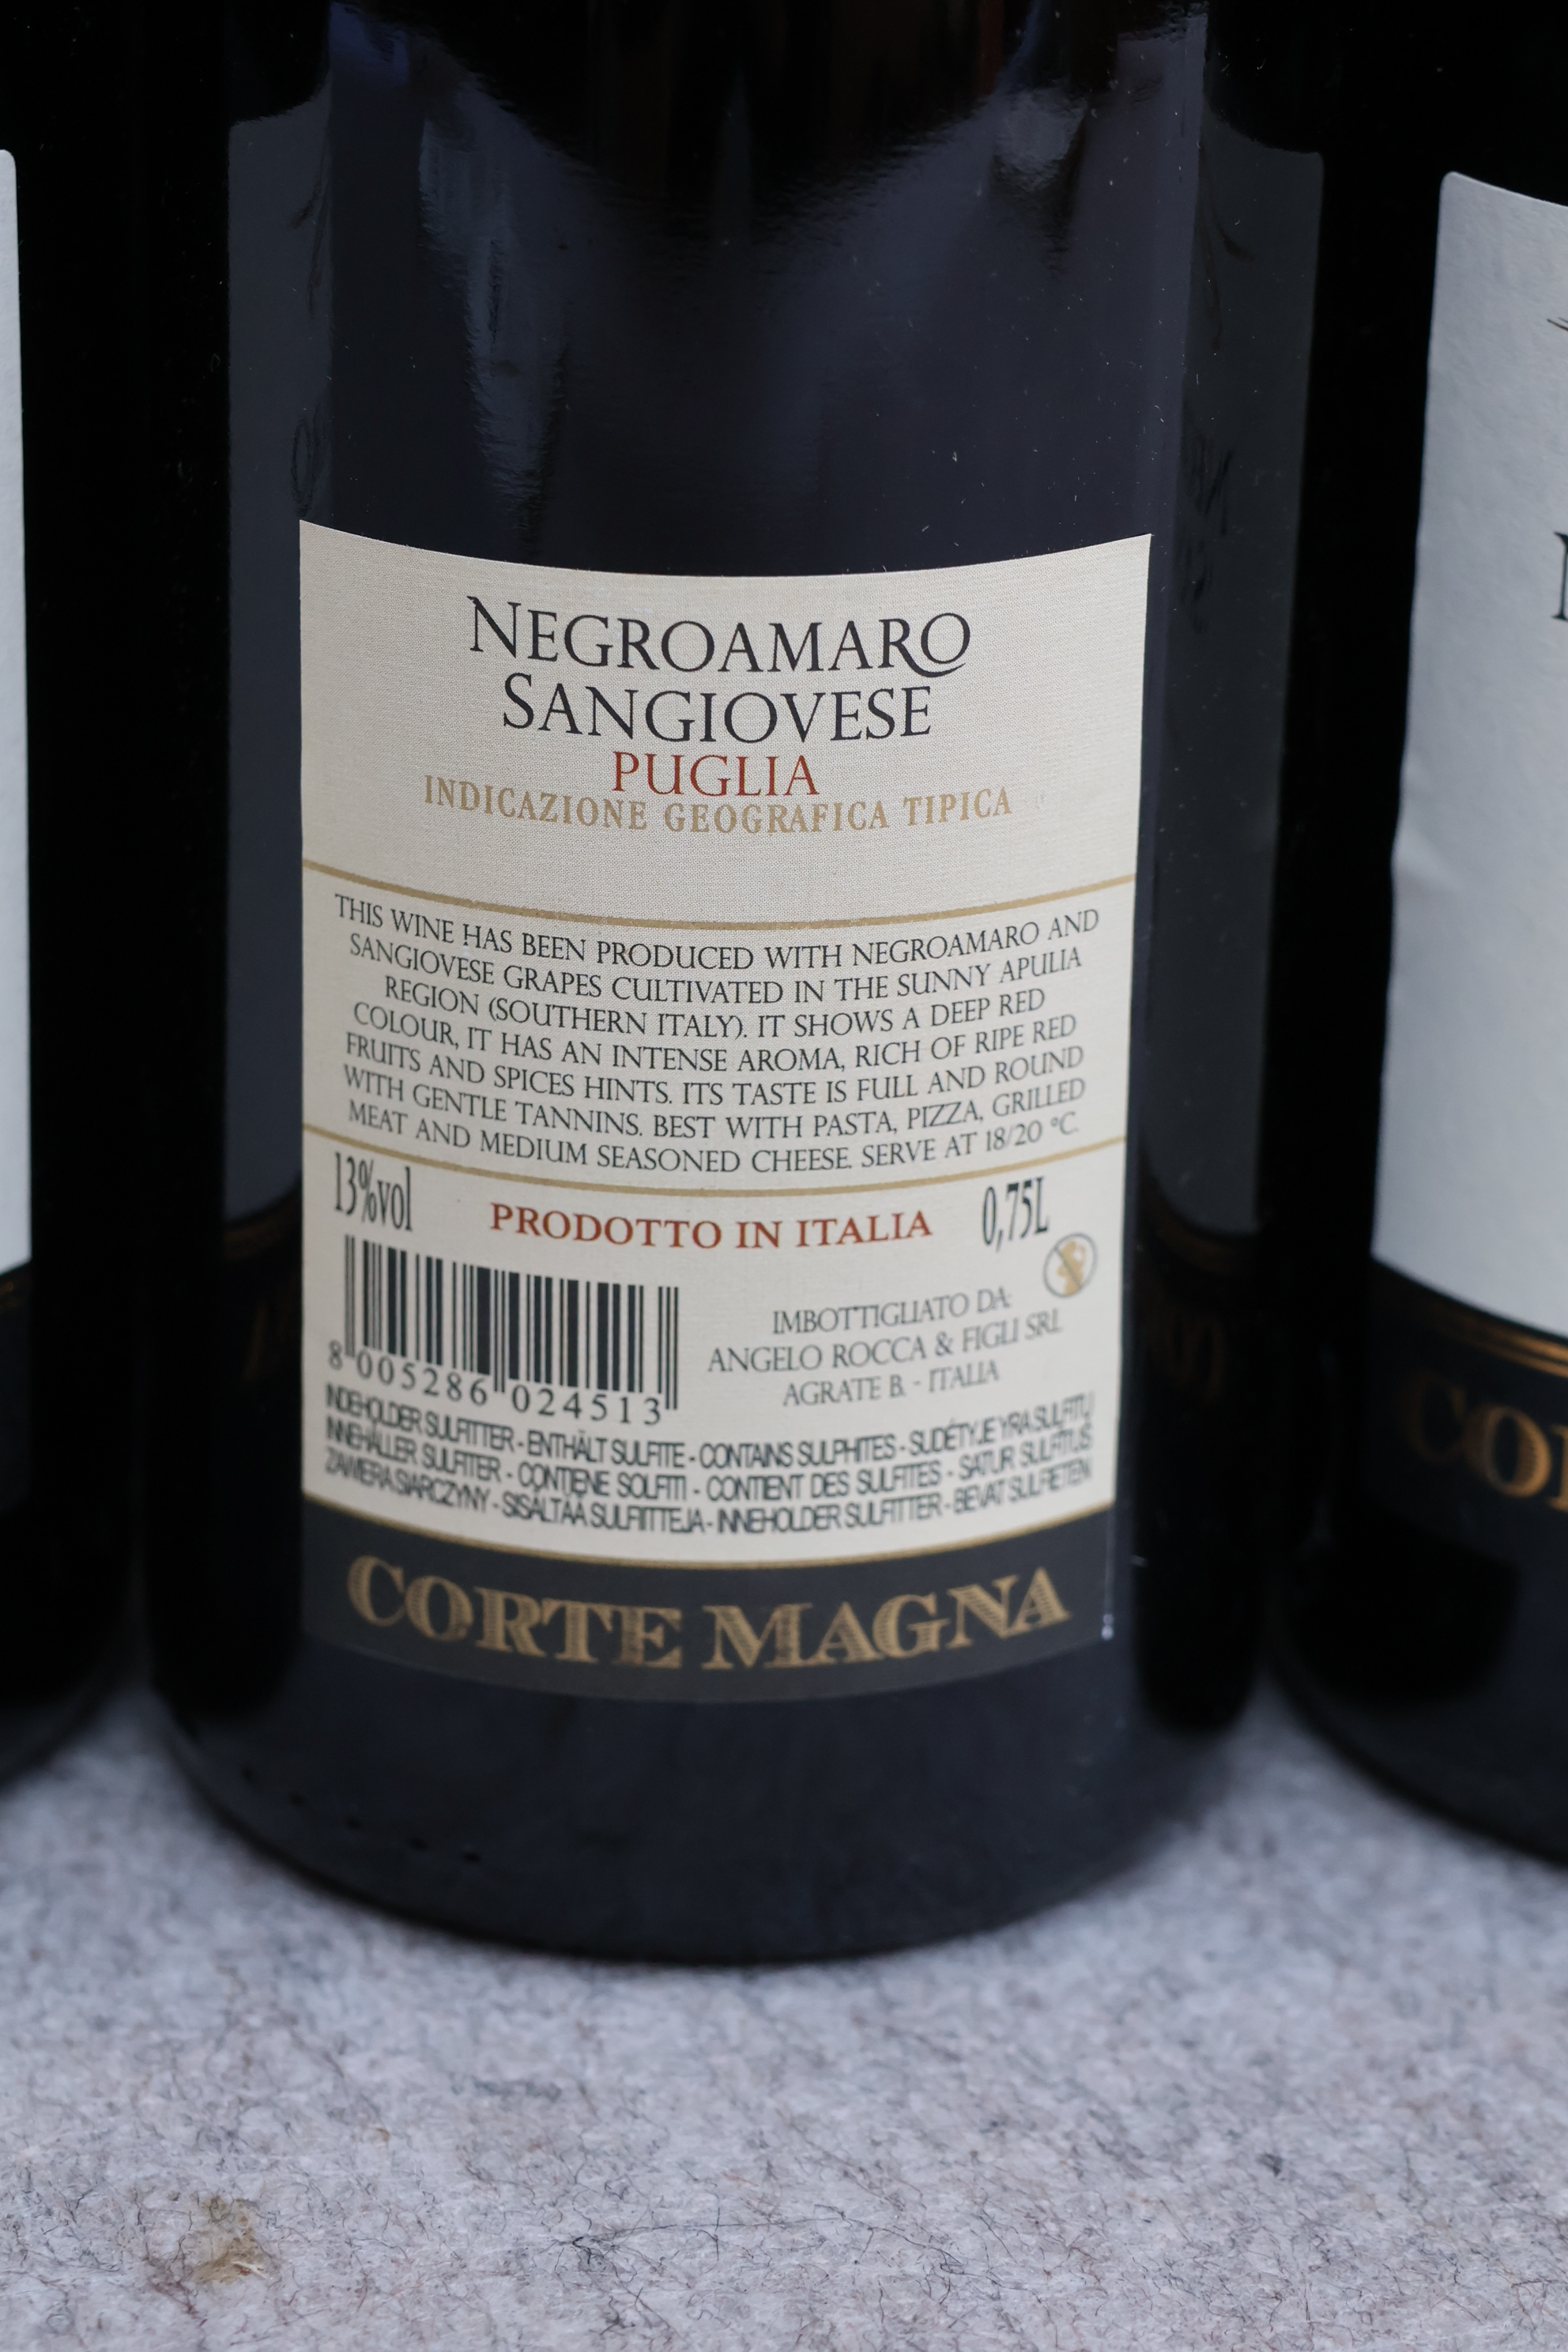 NEGROAMARO
SANGIOVESE
PUGLIA
INDICAZIONE GEOGRAFICA TIPICA
THIS WINE HAS BEEN PRODUCED WITH NEGROAMARO AND
SANGIOVESE GRAPES CULTIVATED IN THE SUNNY APULIA
REGION (SOUTHERN ITALY). IT SHOWS A DEEP RED
COLOUR, IT HAS AN INTENSE AROMA, RICH OF RIPE RED
FRUITS AND SPICES HINTS. ITS TASTE IS FULL AND ROUND
WITH GENTLE TANNINS. BEST WITH PASTA, PIZZA, GRILLED
MEAT AND MEDIUM SEASONED CHEESE. SERVE AT 18/20 °C.
13%vol PRODOTTO IN ITALIA 0,75L
IMBOTTIGLIATO DA:
ANGELO ROCCA & FIGLI SRL
AGRATE B. - ITALIA
8 005286 024513
INDEHOLDER SULFITTER - ENTHÄLT SULFITE - CONTAINS SULPHITES - SUDĖTYJE YRA SULFITŲ
INNEHÅLLER SULFITER - CONTIENE SOLFITI - CONTIENT DES SULFITES - SATUR SULFITUS
ZAWIERA SIARCZYNY - SISÄLTÄÄ SULFIITTEJA - INNEHOLDER SULFITTER - BEVAT SULFIETEN
CORTE MAGNA